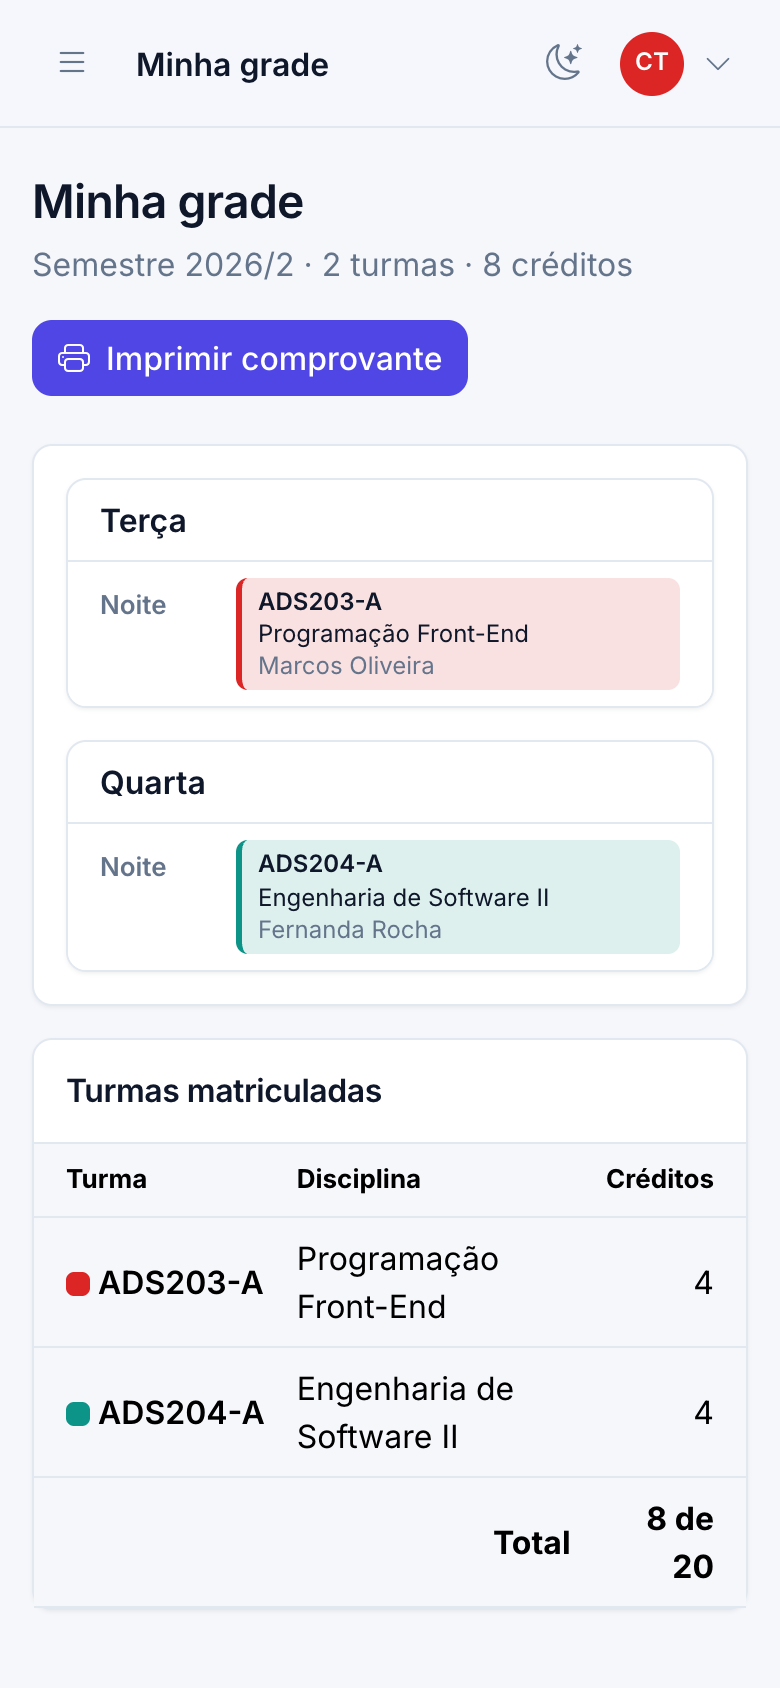 Minha grade
CT
Minha grade
Semestre 2026/2 · 2 turmas · 8 créditos
Imprimir comprovante
Terça
Noite
ADS203-A
Programação Front-End
Marcos Oliveira
Quarta
Noite
ADS204-A
Engenharia de Software II
Fernanda Rocha
Turmas matriculadas
Turma Disciplina Créditos
ADS203-A Programação Front-End 4
ADS204-A Engenharia de Software II 4
Total 8 de 20